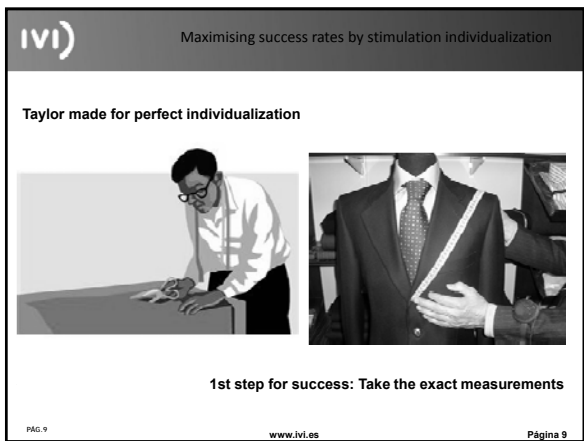 IVI)
Maximising success rates by stimulation individualization
Taylor made for perfect individualization
1st step for success: Take the exact measurements
PÁG.9
www.ivi.es
Página 9